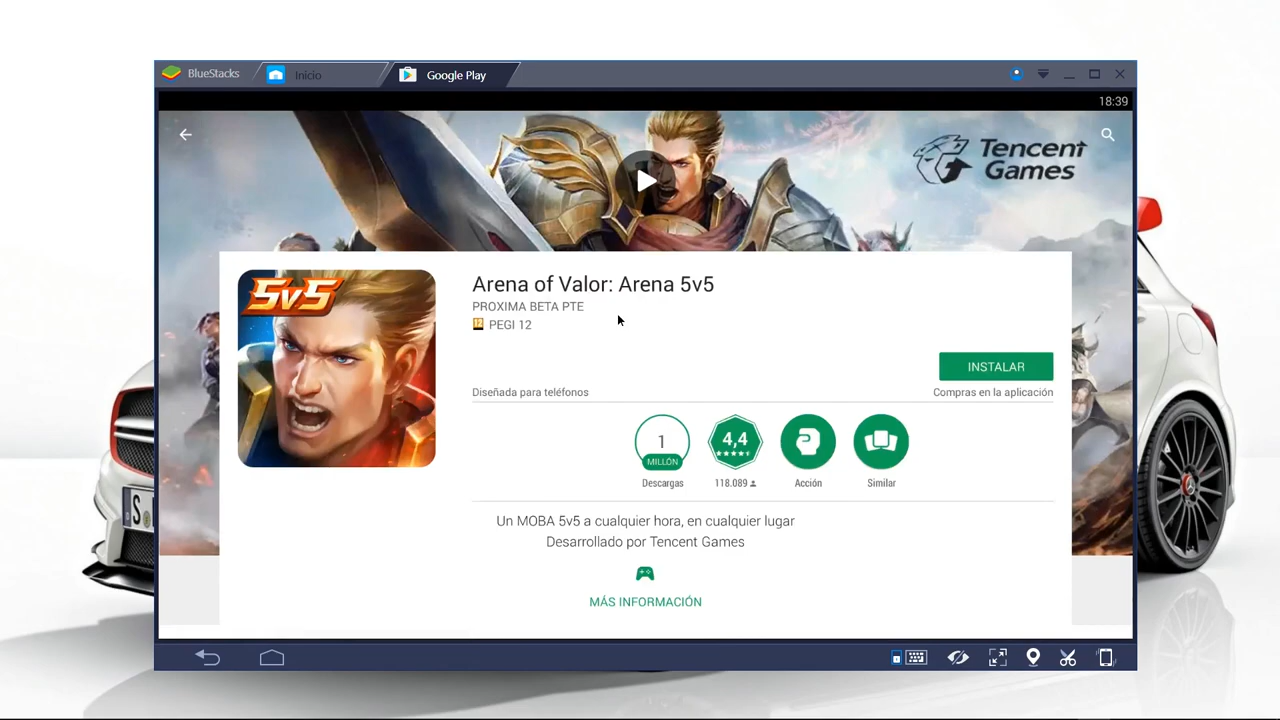 BlueStacks
Inicio
Google Play
18:39
Tencent
Games
5v5
Arena of Valor: Arena 5v5
PROXIMA BETA PTE
12 PEGI 12
INSTALAR
Diseñada para teléfonos
Compras en la aplicación
1
MILLÓN
Descargas
4,4
118.089
Acción
Similar
Un MOBA 5v5 a cualquier hora, en cualquier lugar
Desarrollado por Tencent Games
MÁS INFORMACIÓN
S